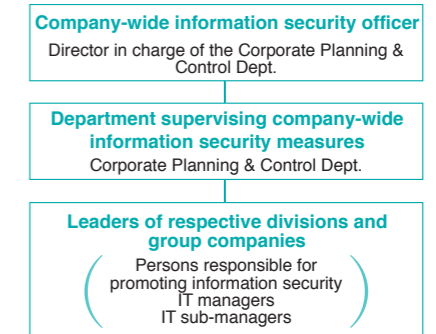 Company-wide information security officer
Director in charge of the Corporate Planning &
Control Dept.
Department supervising company-wide
information security measures
Corporate Planning & Control Dept.
Leaders of respective divisions and
group companies
Persons responsible for
promoting information security
IT managers
IT sub-managers